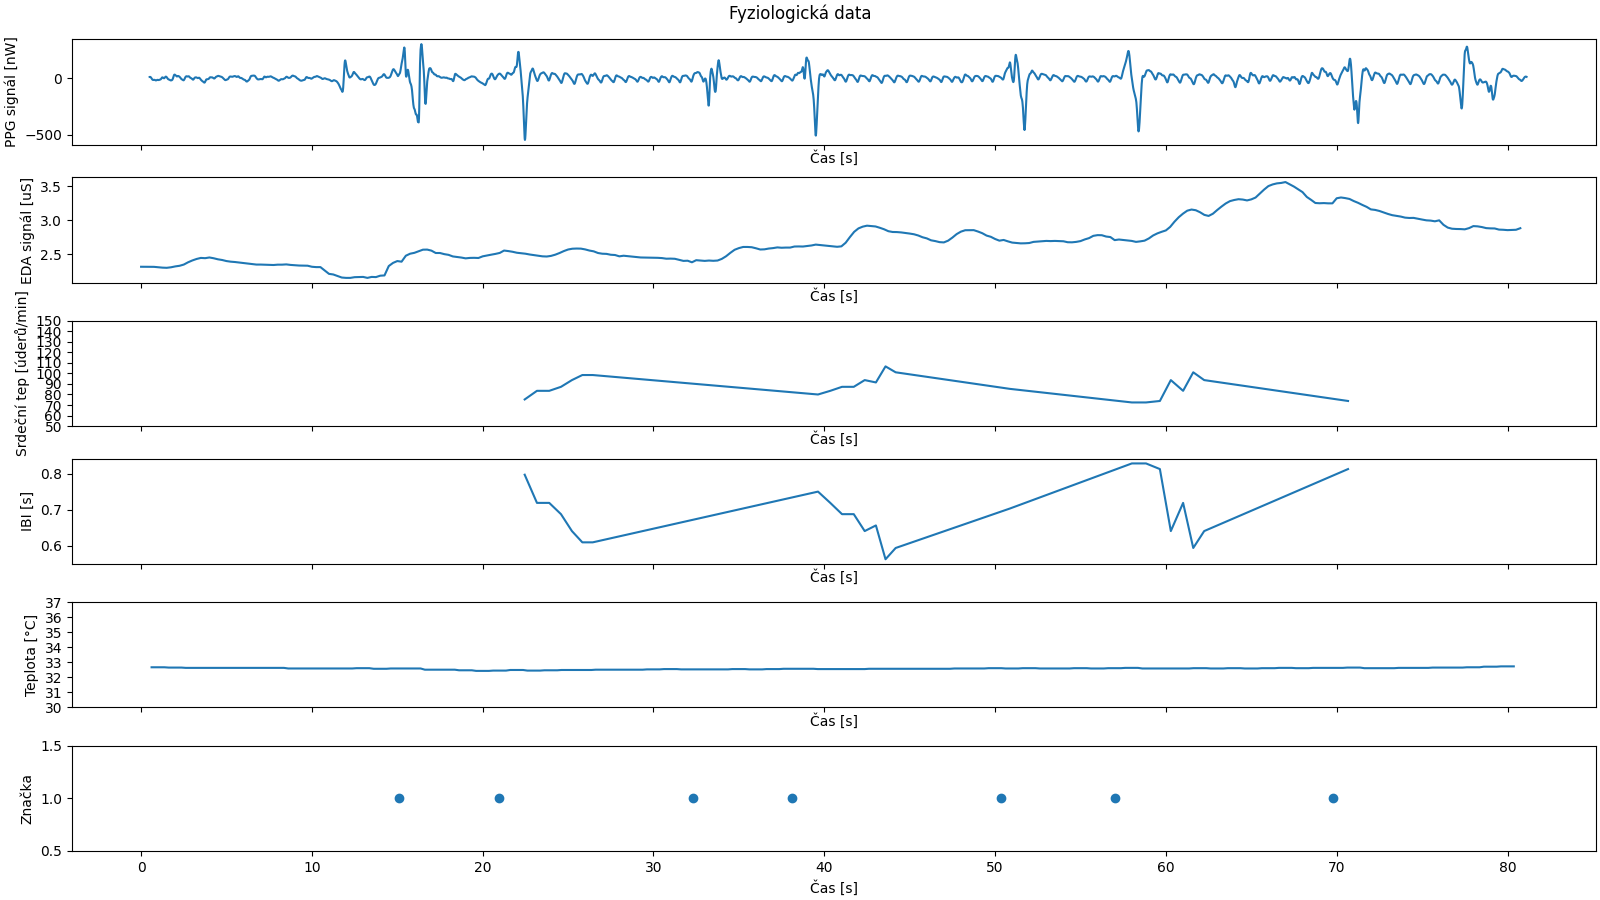 Fyziologická data
PPG signál [nW]
0
−500
Čas [s]
EDA signál [uS]
3.5
3.0
2.5
Čas [s]
Srdeční tep [úderů/min]
150
140
130
120
110
100
90
80
70
60
50
Čas [s]
IBI [s]
0.8
0.7
0.6
Čas [s]
Teplota [°C]
37
36
35
34
33
32
31
30
Čas [s]
Značka
1.5
1.0
0.5
0 10 20 30 40 50 60 70 80
Čas [s]